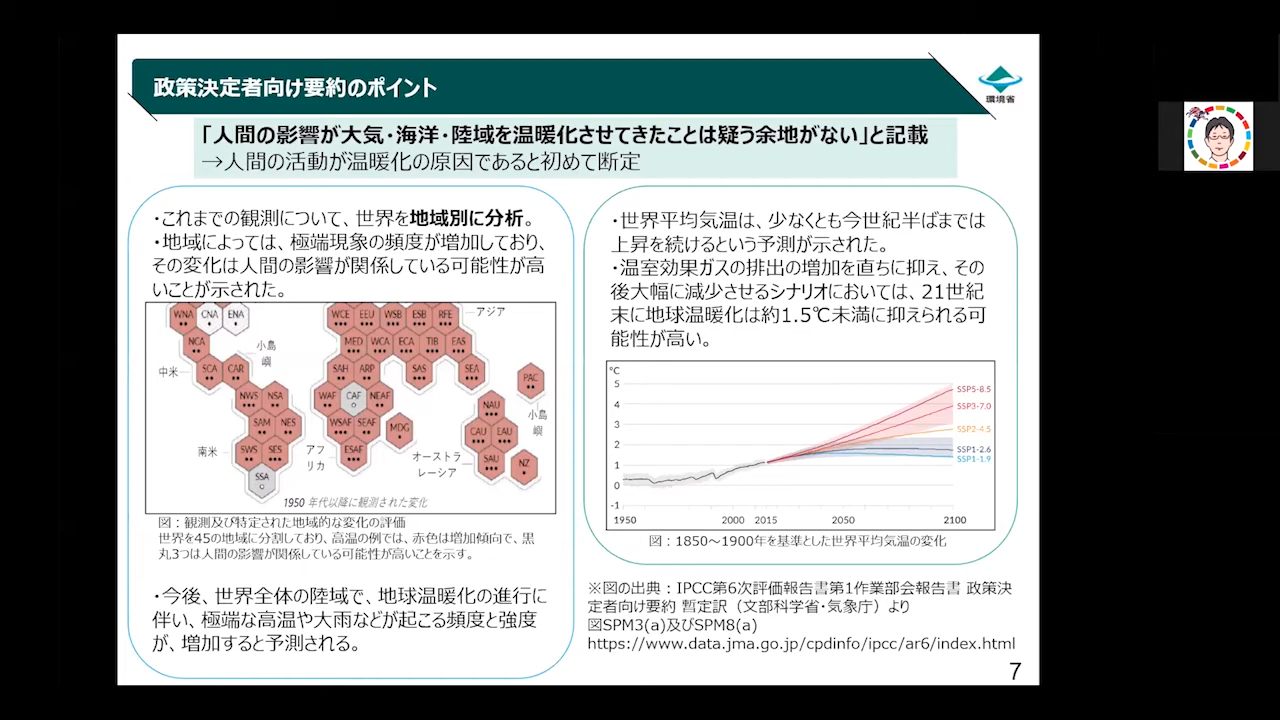 政策決定者向け要約のポイント
環境省
「人間の影響が大気・海洋・陸域を温暖化させてきたことは疑う余地がない」と記載
→人間の活動が温暖化の原因であると初めて断定
・これまでの観測について、世界を地域別に分析。
・地域によっては、極端現象の頻度が増加しており、
その変化は人間の影響が関係している可能性が高
いことが示された。
WNA CNA ENA
WCE EEU WSB ESB RFE
アジア
NCA
小島
嶼
MED WCA ECA TIB EAS
中米
SCA CAR
SAH ARP SAS SEA
PAC
NWS NSA
WAF CAF NEAF
NAU
小島
嶼
SAM NES
WSAF SEAF MDG
CAU EAU
南米
SWS SES
アフ
リカ
ESAF
オーストラ
レーシア
SAU NZ
SSA
1950 年代以降に観測された変化
図：観測及び特定された地域的な変化の評価
世界を45の地域に分割しており、高温の例では、赤色は増加傾向で、黒
丸3つは人間の影響が関係している可能性が高いことを示す。
・今後、世界全体の陸域で、地球温暖化の進行に
伴い、極端な高温や大雨などが起こる頻度と強度
が、増加すると予測される。
・世界平均気温は、少なくとも今世紀半ばまでは
上昇を続けるという予測が示された。
・温室効果ガスの排出の増加を直ちに抑え、その
後大幅に減少させるシナリオにおいては、21世紀
末に地球温暖化は約1.5℃未満に抑えられる可
能性が高い。
℃
5
4
3
2
1
0
-1
SSP5-8.5
SSP3-7.0
SSP2-4.5
SSP1-2.6
SSP1-1.9
1950 2000 2015 2050 2100
図：1850～1900年を基準とした世界平均気温の変化
※図の出典：IPCC第6次評価報告書第1作業部会報告書 政策決
定者向け要約 暫定訳（文部科学省・気象庁）より
図SPM3(a)及びSPM8(a)
https://www.data.jma.go.jp/cpdinfo/ipcc/ar6/index.html
7